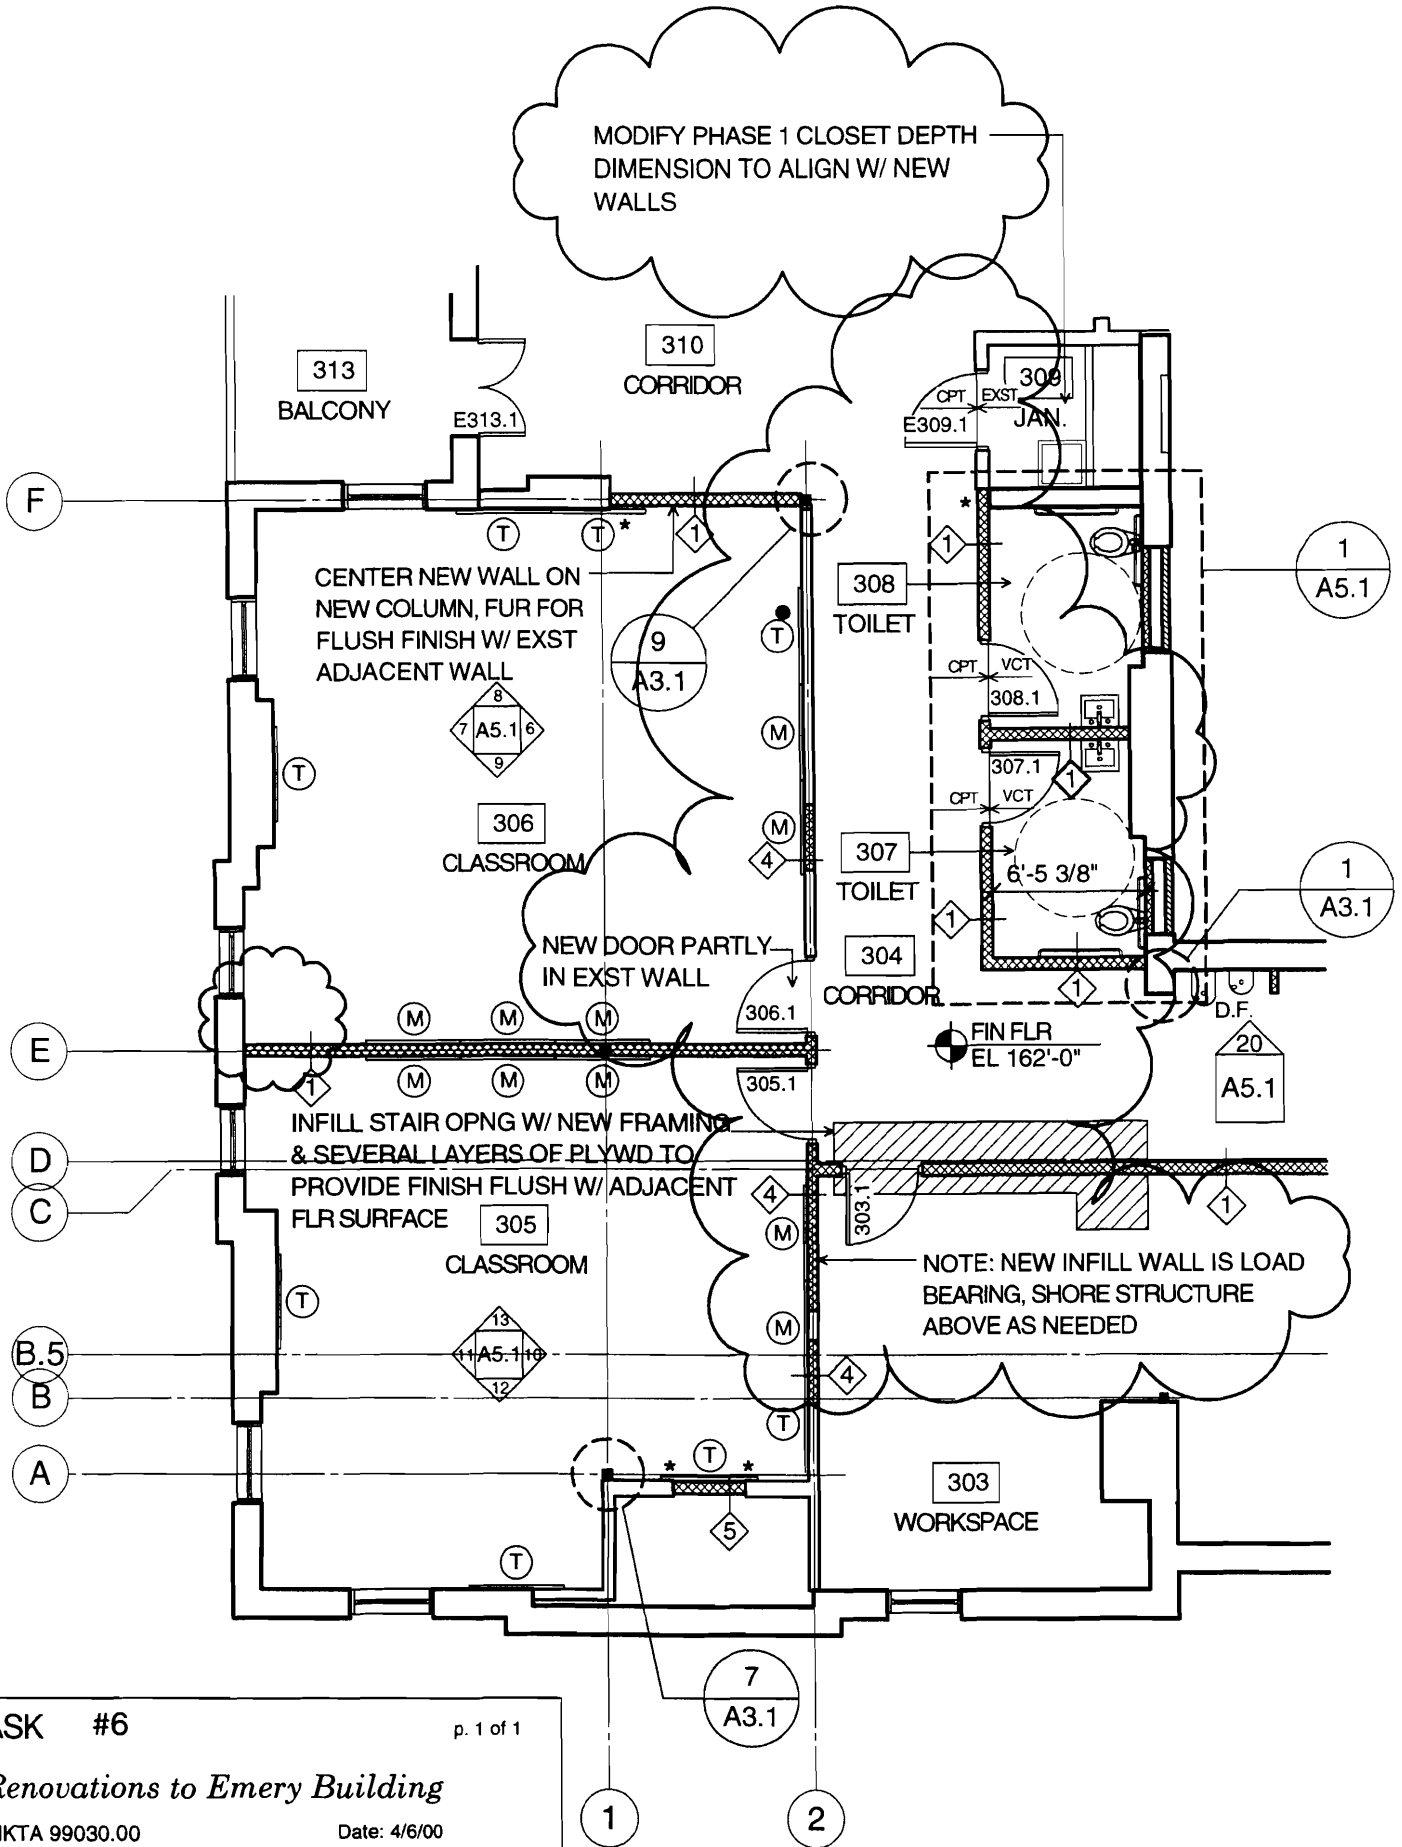 MODIFY PHASE 1 CLOSET DEPTH
DIMENSION TO ALIGN W/ NEW
WALLS
313
BALCONY
E313.1
310
CORRIDOR
309
JAN.
CPT
EXST
E309.1
F
T
T
*
1
*
1
1
A5.1
CENTER NEW WALL ON
NEW COLUMN, FUR FOR
FLUSH FINISH W/ EXST
ADJACENT WALL
9
A3.1
T
308
TOILET
CPT
VCT
308.1
8
7
A5.1
6
9
M
T
307.1
1
CPT
VCT
306
CLASSROOM
M
4
307
TOILET
6'-5 3/8"
1
1
A3.1
NEW DOOR PARTLY
IN EXST WALL
304
CORRIDOR
1
306.1
D.F.
20
A5.1
FIN FLR
EL 162'-0"
E
M
M
M
M
M
M
1
305.1
INFILL STAIR OPNG W/ NEW FRAMING
& SEVERAL LAYERS OF PLYWD TO
PROVIDE FINISH FLUSH W/ ADJACENT
FLR SURFACE
D
C
4
303.1
1
305
CLASSROOM
M
NOTE: NEW INFILL WALL IS LOAD
BEARING, SHORE STRUCTURE
ABOVE AS NEEDED
T
M
13
11
A5.1
10
12
B.5
B
4
T
A
*
T
*
303
WORKSPACE
5
T
7
A3.1
ASK #6
p. 1 of 1
Renovations to Emery Building
HKTA 99030.00
Date: 4/6/00
1
2